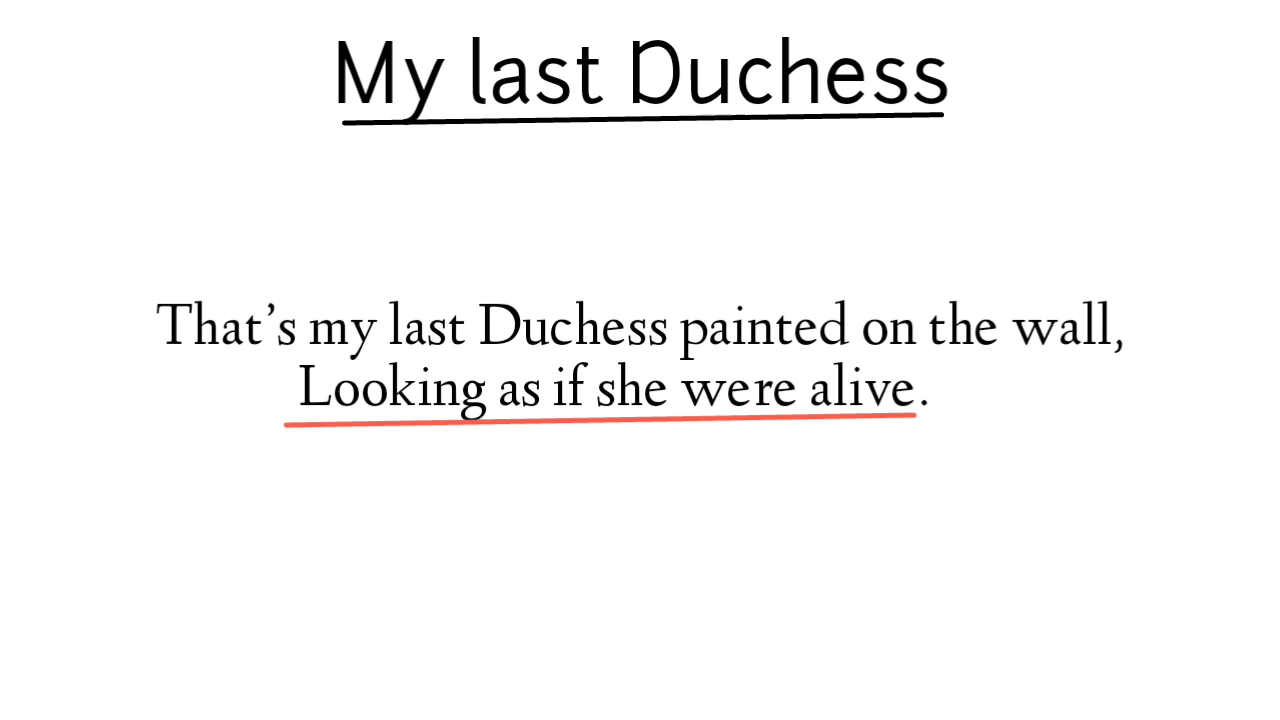 My last Duchess
That’s my last Duchess painted on the wall,
Looking as if she were alive.